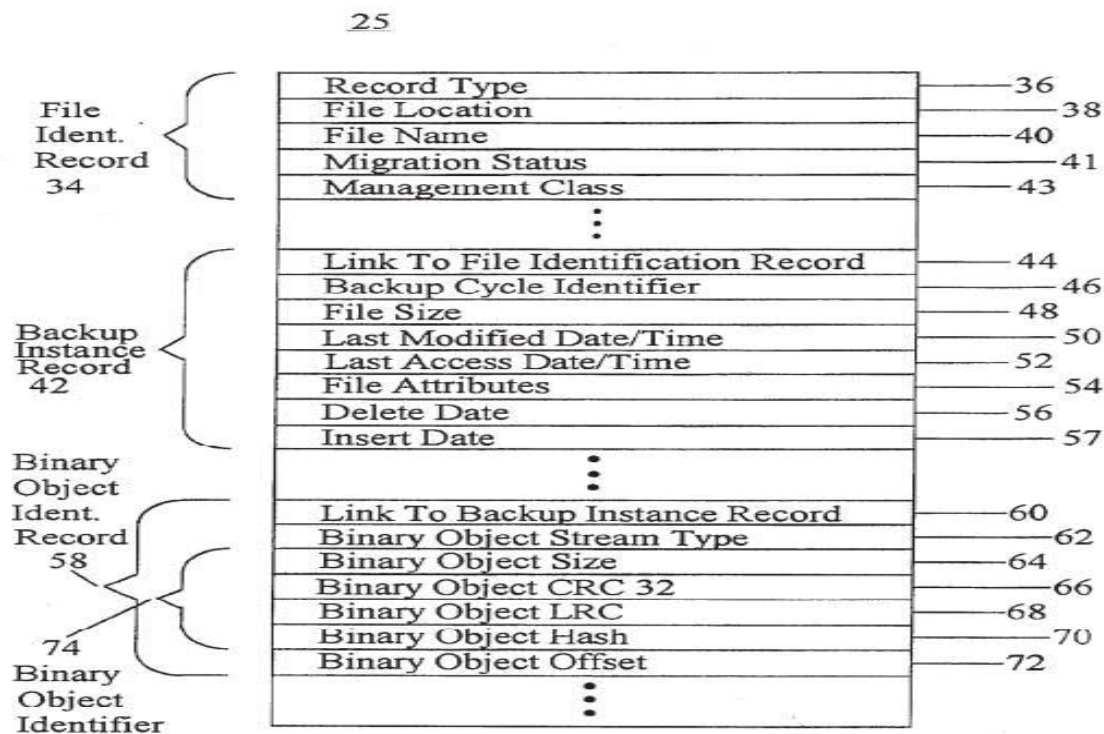 25
File
Ident.
Record
34
Record Type 36
File Location 38
File Name 40
Migration Status 41
Management Class 43
Backup
Instance
Record
42
Link To File Identification Record 44
Backup Cycle Identifier 46
File Size 48
Last Modified Date/Time 50
Last Access Date/Time 52
File Attributes 54
Delete Date 56
Insert Date 57
Binary
Object
Ident.
Record
58
Link To Backup Instance Record 60
Binary Object Stream Type 62
Binary Object Size 64
Binary Object CRC 32 66
Binary Object LRC 68
Binary Object Hash 70
Binary Object Offset 72
74
Binary
Object
Identifier